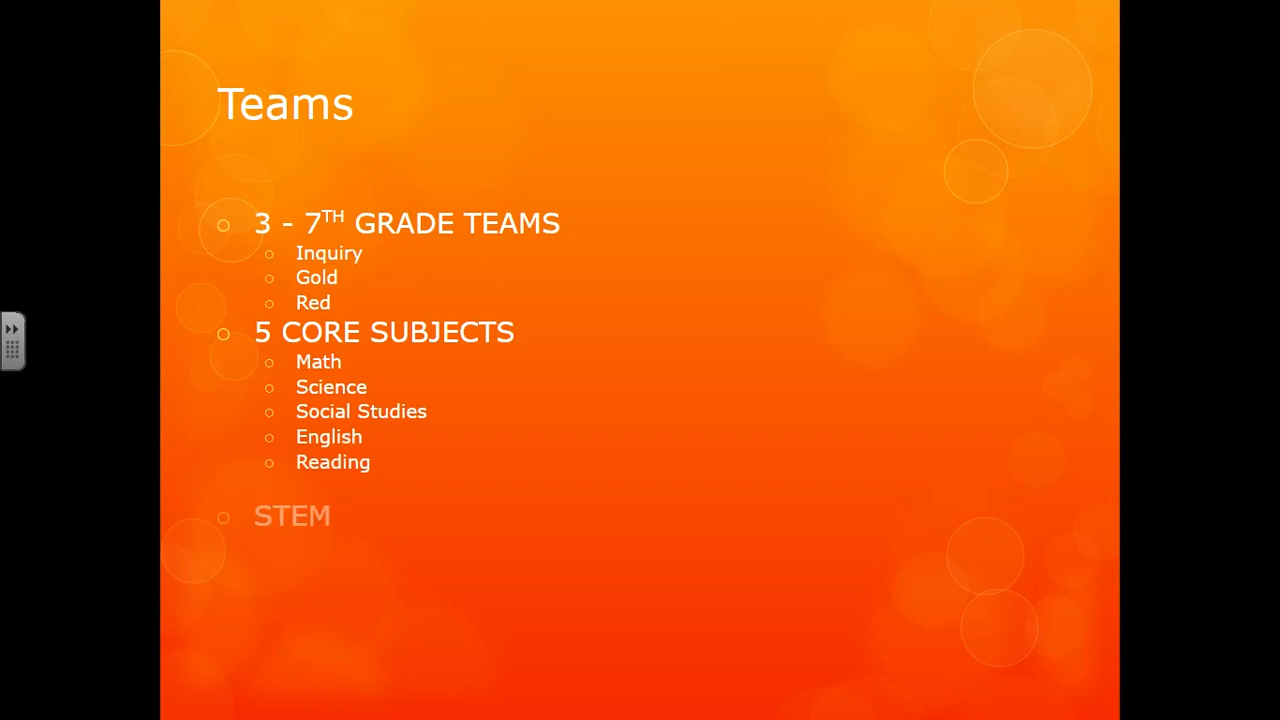 Teams
3 - 7TH GRADE TEAMS
Inquiry
Gold
Red
5 CORE SUBJECTS
Math
Science
Social Studies
English
Reading
STEM